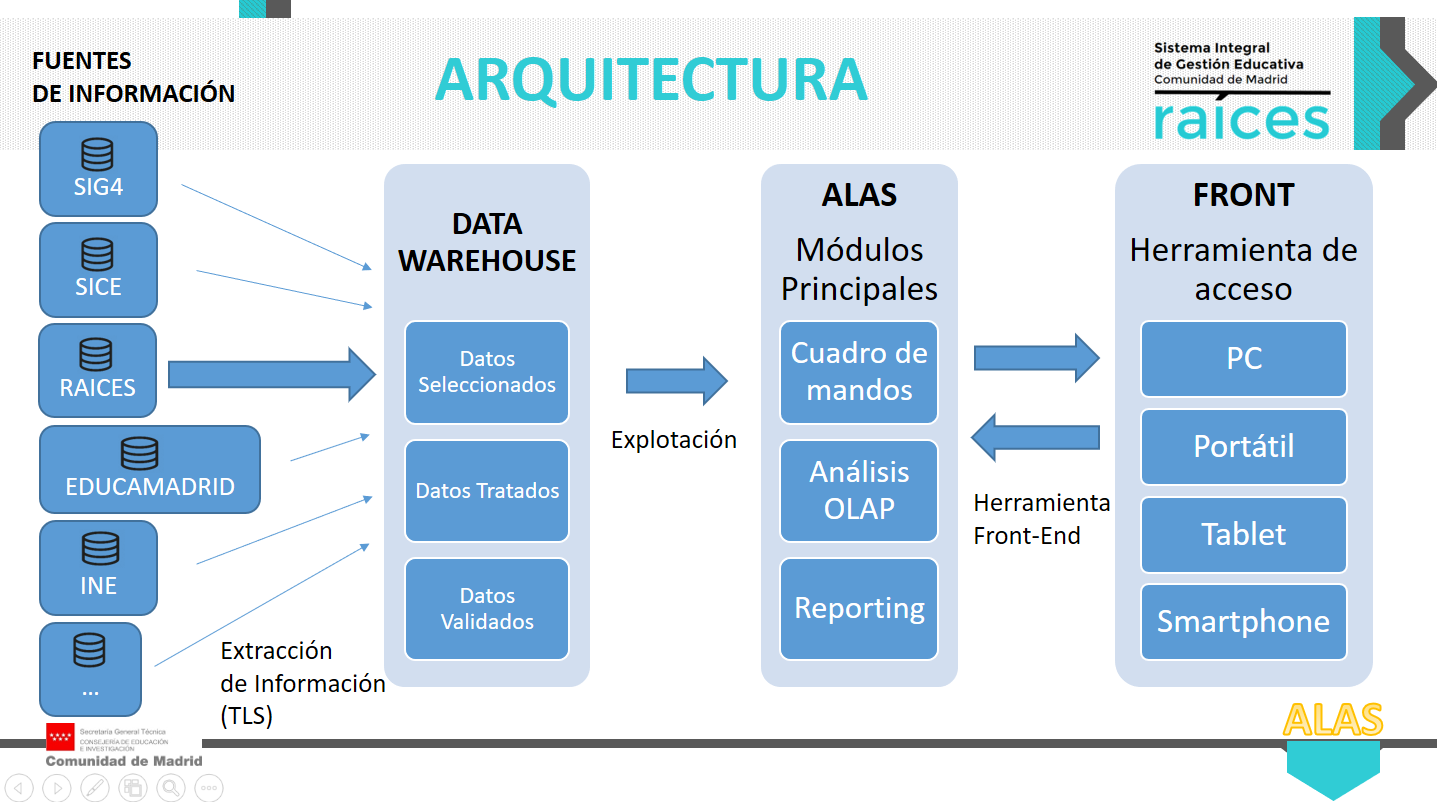 FUENTES
DE INFORMACIÓN
ARQUITECTURA
Sistema Integral
de Gestión Educativa
Comunidad de Madrid
raíces
SIG4
SICE
RAICES
EDUCAMADRID
INE
...
Extracción
de Información
(TLS)
DATA
WAREHOUSE
Datos
Seleccionados
Datos Tratados
Datos
Validados
Explotación
ALAS
Módulos
Principales
Cuadro de
mandos
Análisis
OLAP
Reporting
Herramienta
Front-End
FRONT
Herramienta de
acceso
PC
Portátil
Tablet
Smartphone
Secretaría General Técnica
CONSEJERÍA DE EDUCACIÓN
E INVESTIGACIÓN
Comunidad de Madrid
ALAS